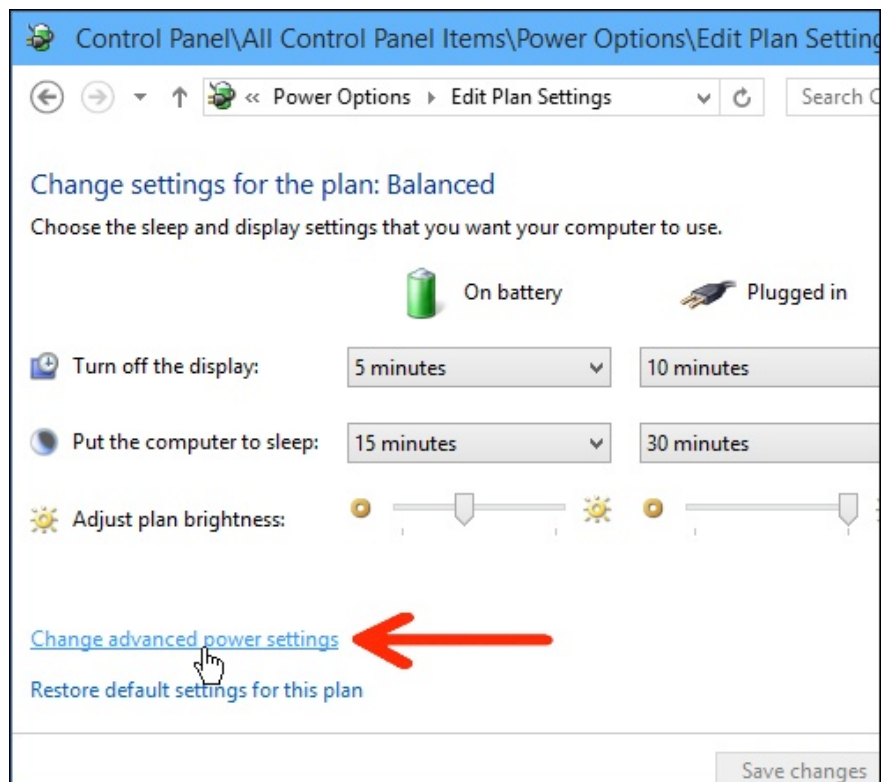 Control Panel\All Control Panel Items\Power Options\Edit Plan Setting
« Power Options Edit Plan Settings Search C
Change settings for the plan: Balanced
Choose the sleep and display settings that you want your computer to use.
On battery Plugged in
Turn off the display: 5 minutes 10 minutes
Put the computer to sleep: 15 minutes 30 minutes
Adjust plan brightness:
Change advanced power settings
Restore default settings for this plan
Save changes